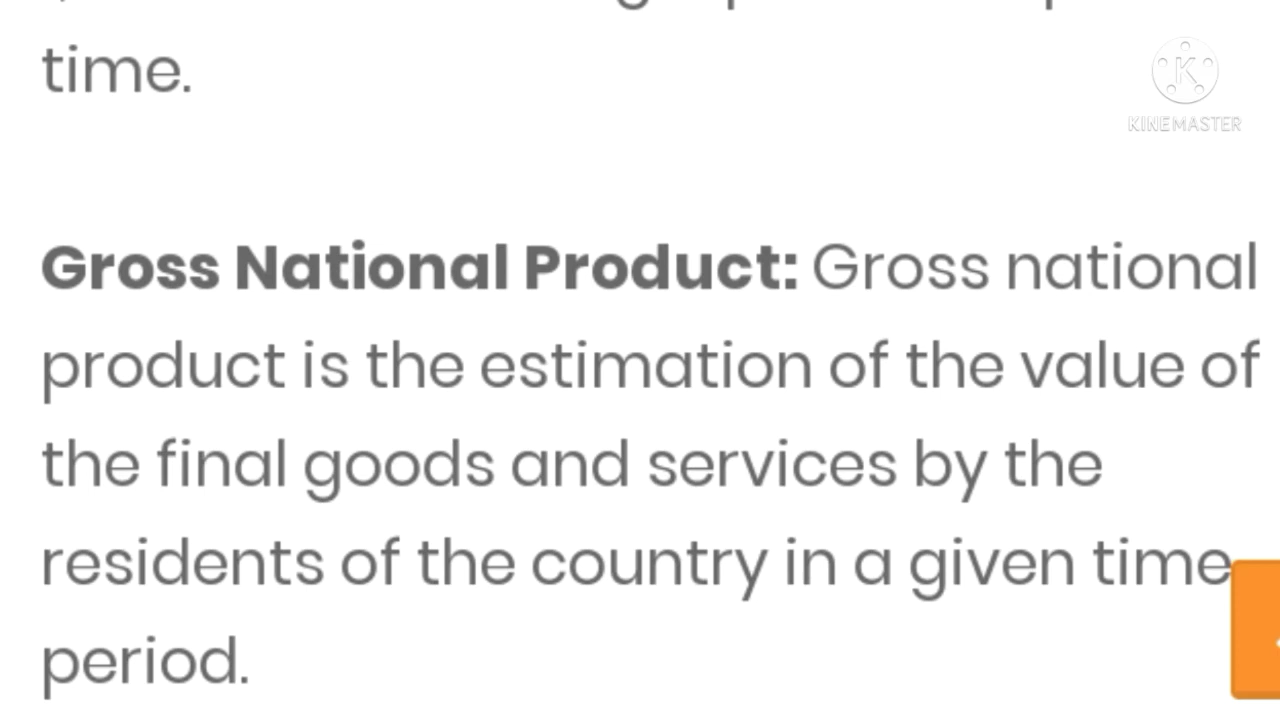 time.
KINEMASTER
Gross National Product: Gross national
product is the estimation of the value of
the final goods and services by the
residents of the country in a given time
period.